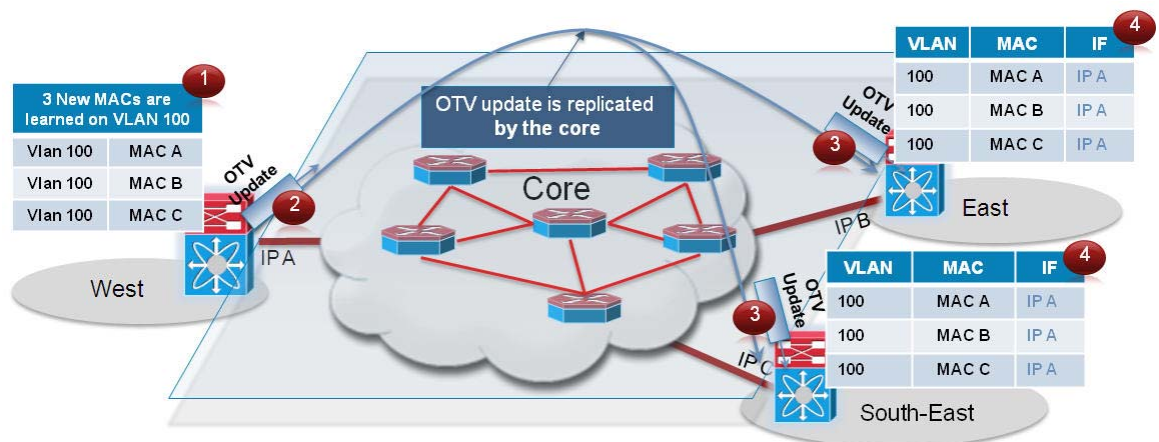 1
3 New MACs are
learned on VLAN 100
Vlan 100 MAC A
Vlan 100 MAC B
Vlan 100 MAC C
OTV
Update
2
IP A
West
OTV update is replicated
by the core
Core
4
VLAN MAC IF
100 MAC A IP A
100 MAC B IP A
100 MAC C IP A
OTV
Update
3
IP B
East
4
VLAN MAC IF
100 MAC A IP A
100 MAC B IP A
100 MAC C IP A
OTV
Update
3
IP C
South-East